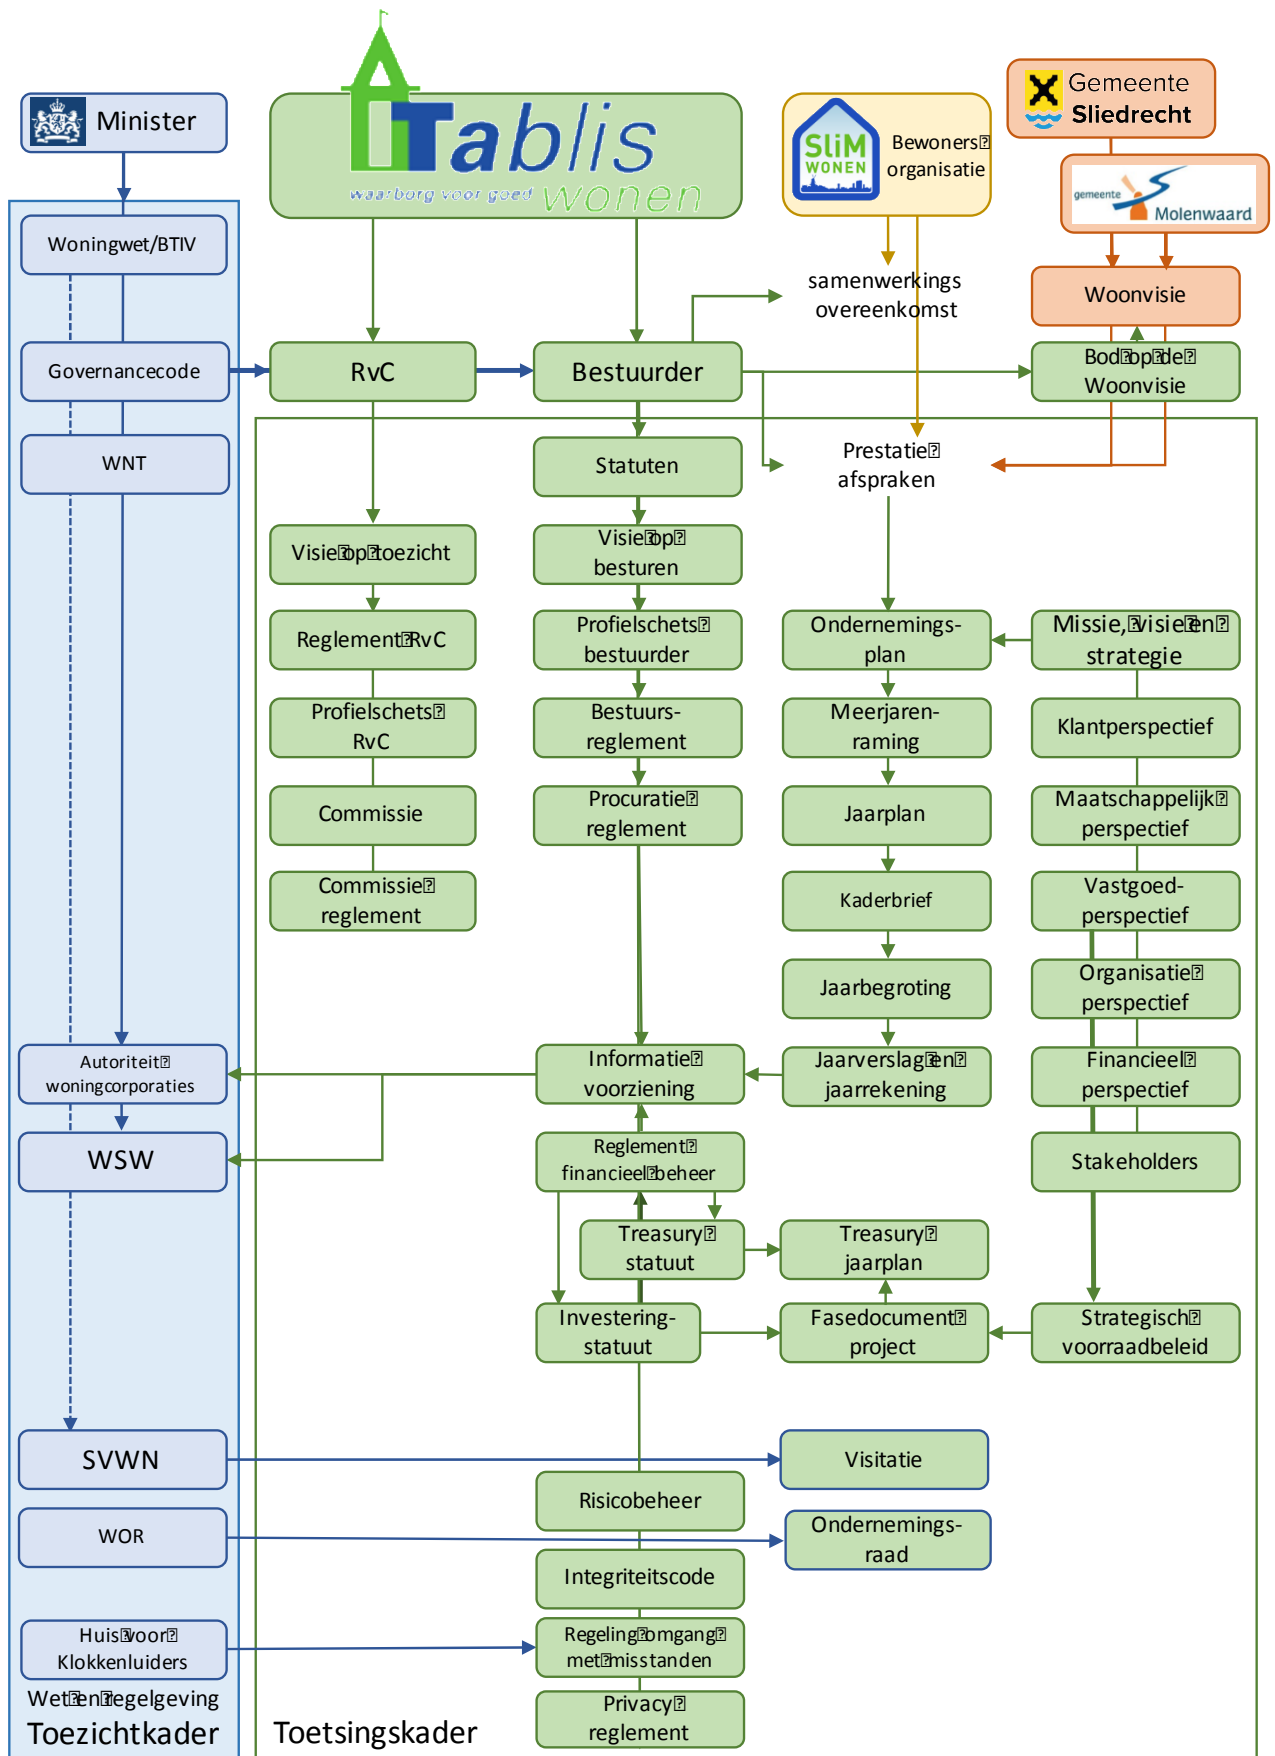 Minister
Tablis
waarborg voor goed wonen
SLiM
WONEN
Bewoners
organisatie
Gemeente
Sliedrecht
gemeente
Molenwaard
Woningwet/BTIV
samenwerkings
overeenkomst
Woonvisie
Governancecode
RvC
Bestuurder
Bod op de
Woonvisie
WNT
Statuten
Prestatie
afspraken
Visie op toezicht
Visie op
besturen
Reglement RvC
Profielschets
bestuurder
Ondernemings-
plan
Missie, visie en
strategie
Profielschets
RvC
Bestuurs-
reglement
Meerjaren-
raming
Klantperspectief
Commissie
Procuratie
reglement
Jaarplan
Maatschappelijk
perspectief
Commissie
reglement
Kaderbrief
Vastgoed-
perspectief
Jaarbegroting
Organisatie
perspectief
Autoriteit
woningcorporaties
Informatie
voorziening
Jaarverslag en
jaarrekening
Financieel
perspectief
WSW
Reglement
financieel beheer
Stakeholders
Treasury
statuut
Treasury
jaarplan
Investering-
statuut
Fasedocument
project
Strategisch
voorraadbeleid
SVWN
Visitatie
Risicobeheer
WOR
Ondernemings-
raad
Integriteitscode
Huis voor
Klokkenluiders
Regeling omgang
met misstanden
Wet en regelgeving
Toezichtkader
Toetsingskader
Privacy
reglement